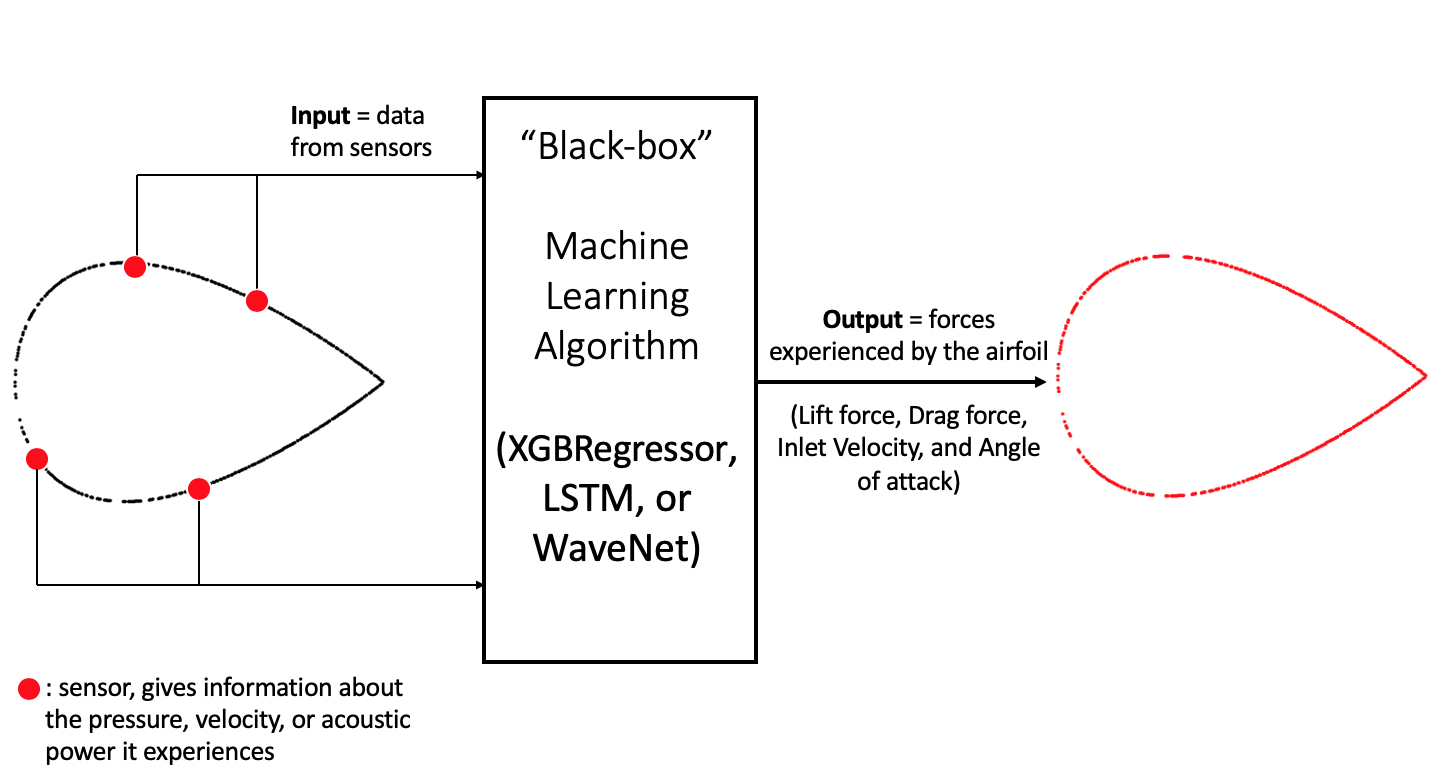 Input = data
from sensors
“Black-box”
Machine
Learning
Algorithm
(XGBRegressor,
LSTM, or
WaveNet)
Output = forces
experienced by the airfoil
(Lift force, Drag force,
Inlet Velocity, and Angle
of attack)
: sensor, gives information about
the pressure, velocity, or acoustic
power it experiences